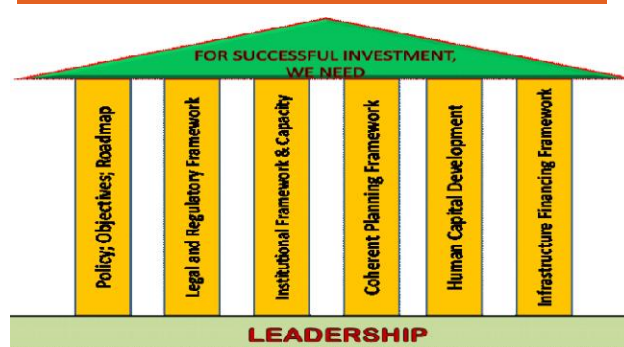 FOR SUCCESSFUL INVESTMENT,
WE NEED
Policy; Objectives; Roadmap
Legal and Regulatory Framework
Institutional Framework & Capacity
Coherent Planning Framework
Human Capital Development
Infrastructure Financing Framework
LEADERSHIP